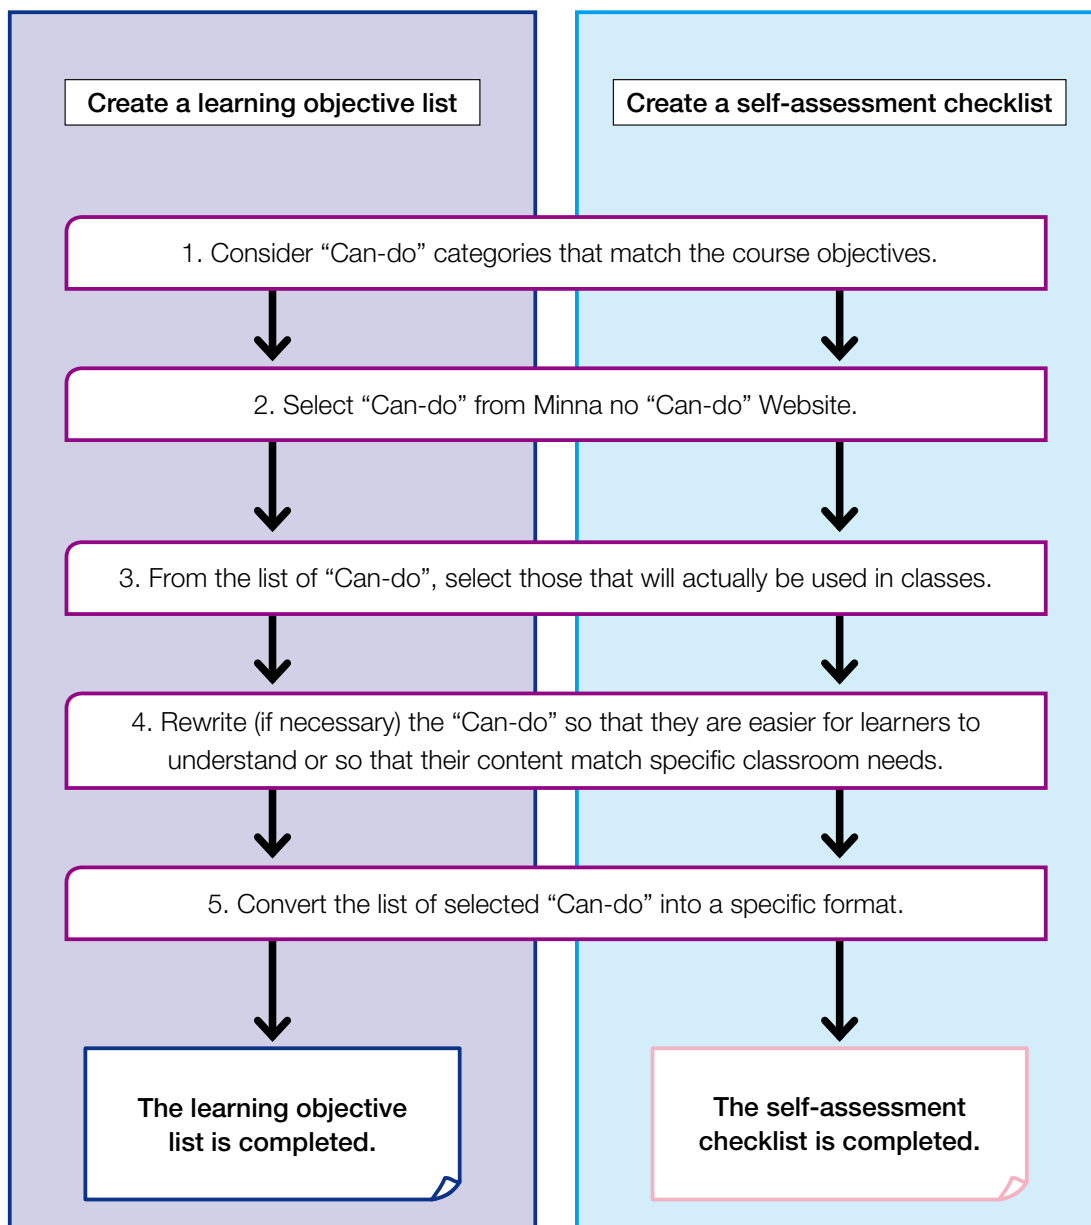 Create a learning objective list
Create a self-assessment checklist
1. Consider “Can-do” categories that match the course objectives.
2. Select “Can-do” from Minna no “Can-do” Website.
3. From the list of “Can-do”, select those that will actually be used in classes.
4. Rewrite (if necessary) the “Can-do” so that they are easier for learners to
understand or so that their content match specific classroom needs.
5. Convert the list of selected “Can-do” into a specific format.
The learning objective
list is completed.
The self-assessment
checklist is completed.